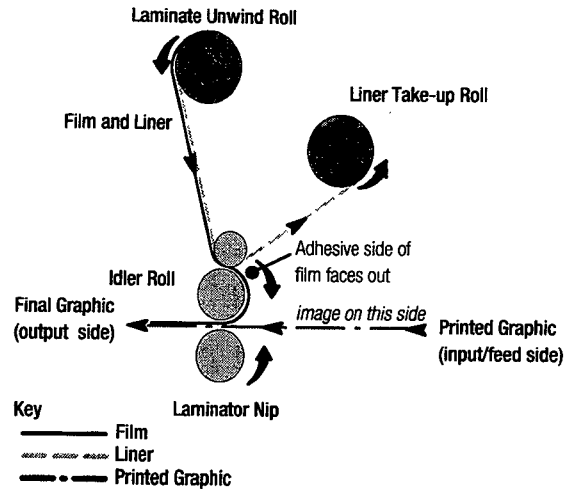 Laminate Unwind Roll
Liner Take-up Roll
Film and Liner
Adhesive side of
film faces out
Idler Roll
image on this side
Final Graphic
(output side)
Printed Graphic
(input/feed side)
Laminator Nip
Key
Film
Liner
Printed Graphic